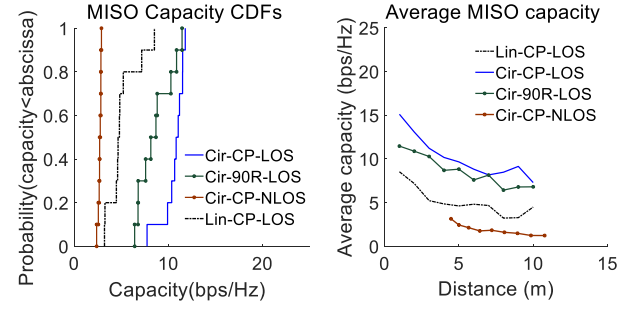 MISO Capacity CDFs
Probability(capacity<abscissa)
1
0.8
0.6
0.4
0.2
0
Cir-CP-LOS
Cir-90R-LOS
Cir-CP-NLOS
Lin-CP-LOS
0
10
20
Capacity(bps/Hz)
Average MISO capacity
Average capacity (bps/Hz)
25
20
15
10
5
0
Lin-CP-LOS
Cir-CP-LOS
Cir-90R-LOS
Cir-CP-NLOS
0
5
10
15
Distance (m)